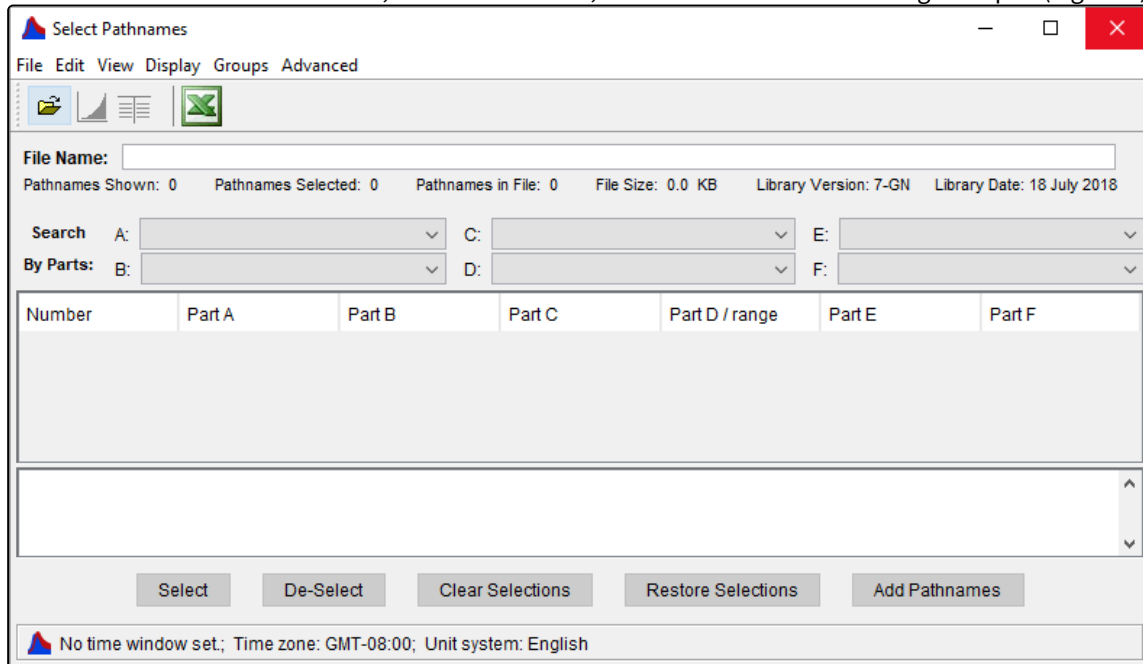 Select Pathnames
File Edit View Display Groups Advanced
File Name:
Pathnames Shown: 0 Pathnames Selected: 0 Pathnames in File: 0 File Size: 0.0 KB Library Version: 7-GN Library Date: 18 July 2018
Search A: C: E:
By Parts: B: D: F:
Number Part A Part B Part C Part D / range Part E Part F
Select De-Select Clear Selections Restore Selections Add Pathnames
No time window set.; Time zone: GMT-08:00; Unit system: English